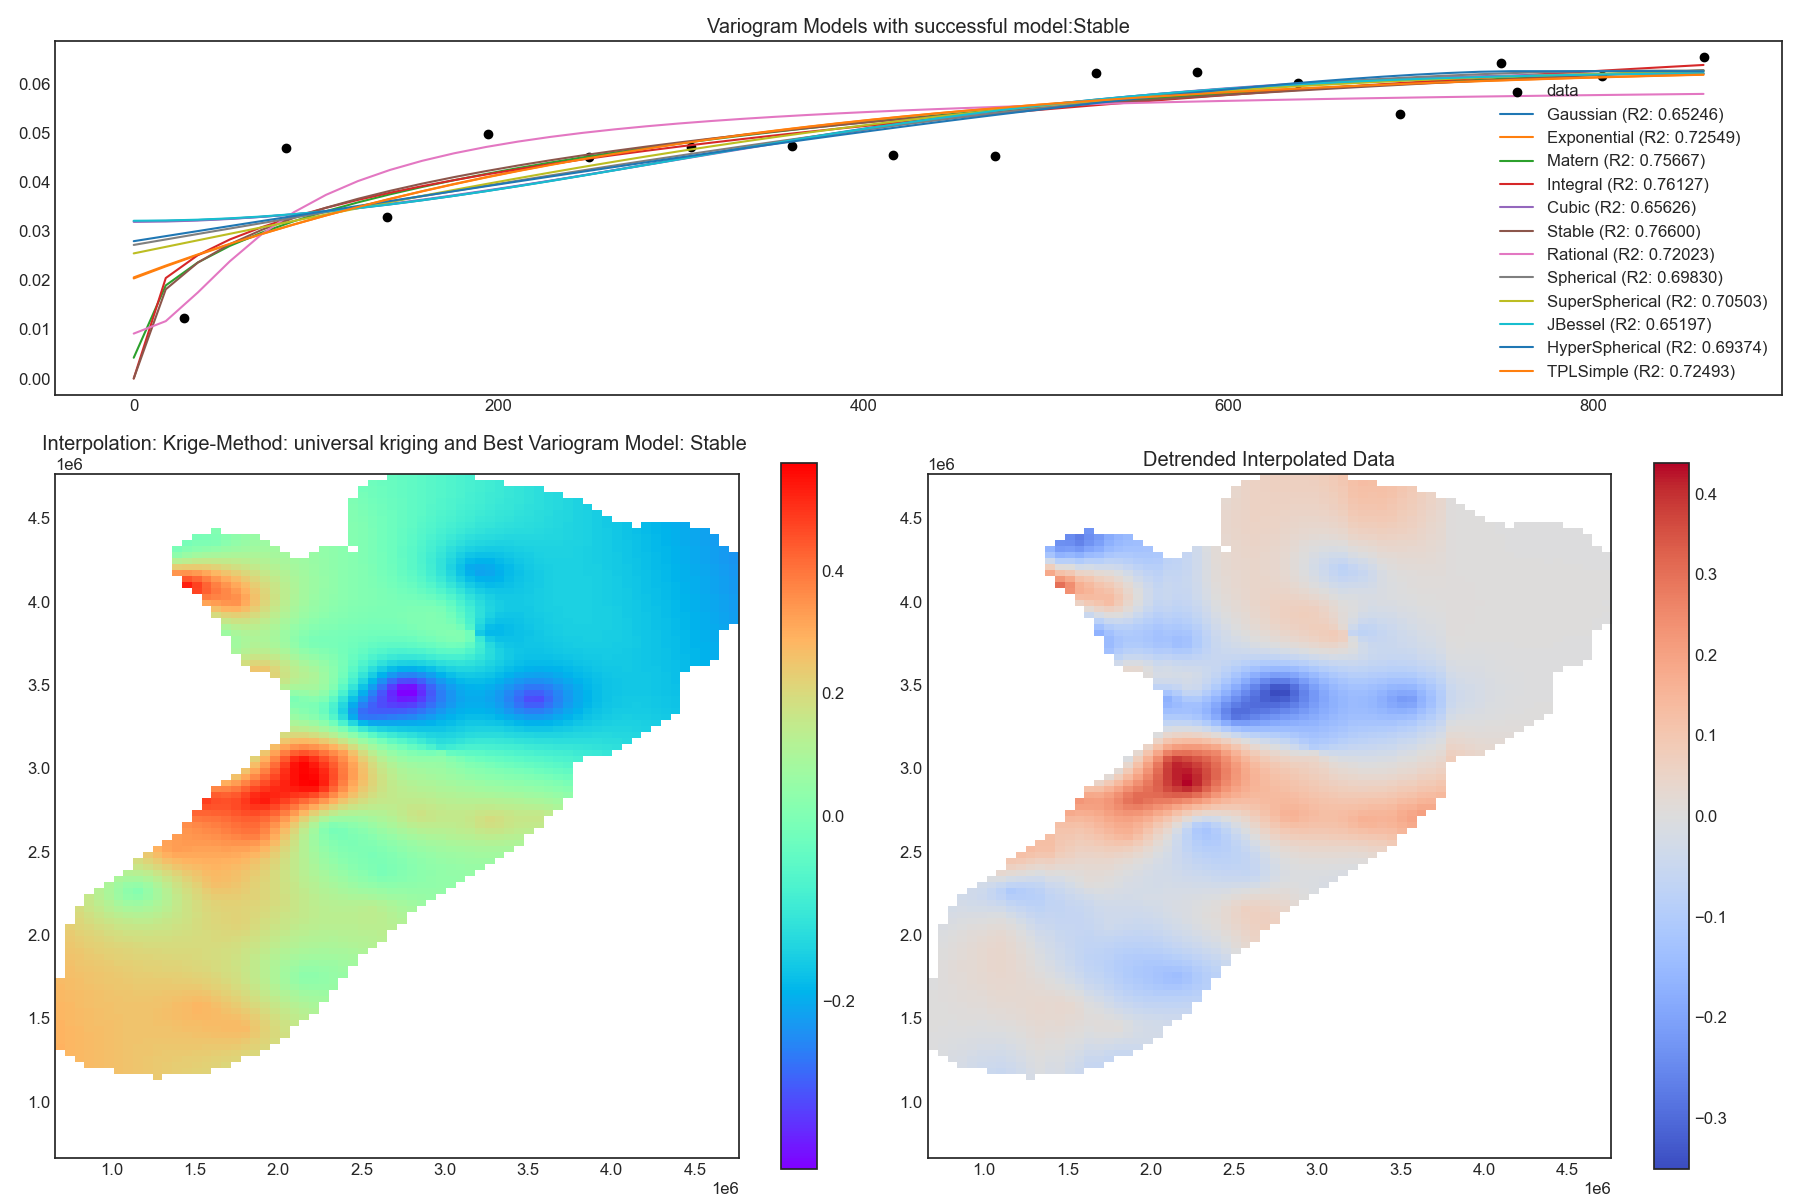 Variogram Models with successful model:Stable
0.06
0.05
0.04
0.03
0.02
0.01
0.00
0 200 400 600 800
data
Gaussian (R2: 0.65246)
Exponential (R2: 0.72549)
Matern (R2: 0.75667)
Integral (R2: 0.76127)
Cubic (R2: 0.65626)
Stable (R2: 0.76600)
Rational (R2: 0.72023)
Spherical (R2: 0.69830)
SuperSpherical (R2: 0.70503)
JBessel (R2: 0.65197)
HyperSpherical (R2: 0.69374)
TPLSimple (R2: 0.72493)
Interpolation: Krige-Method: universal kriging and Best Variogram Model: Stable
1e6
4.5
4.0
3.5
3.0
2.5
2.0
1.5
1.0
1.0 1.5 2.0 2.5 3.0 3.5 4.0 4.5
1e6
0.4
0.2
0.0
−0.2
Detrended Interpolated Data
1e6
4.5
4.0
3.5
3.0
2.5
2.0
1.5
1.0
1.0 1.5 2.0 2.5 3.0 3.5 4.0 4.5
1e6
0.4
0.3
0.2
0.1
0.0
−0.1
−0.2
−0.3